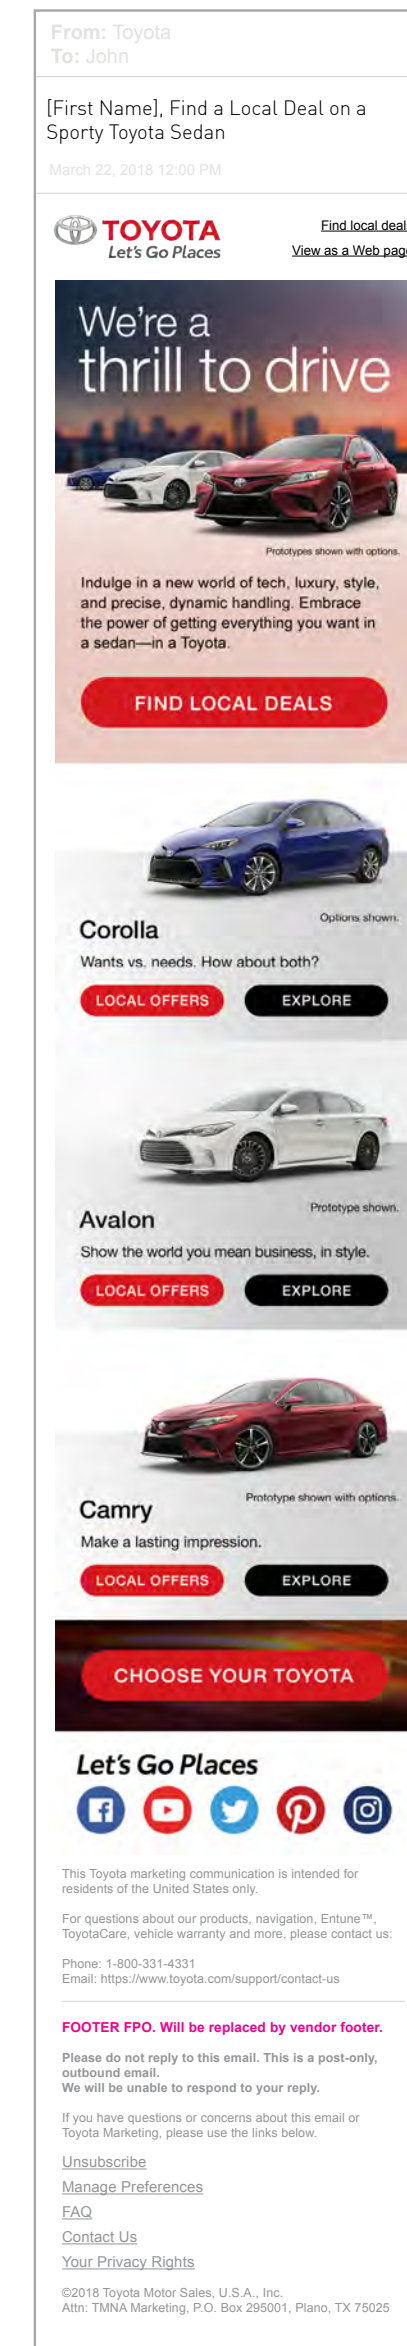 From: Toyota
To: John
[First Name], Find a Local Deal on a
Sporty Toyota Sedan
March 22, 2018 12:00 PM
TOYOTA
Let's Go Places
Find local deals
View as a Web page
We're a
thrill to drive
Prototypes shown with options.
Indulge in a new world of tech, luxury, style,
and precise, dynamic handling. Embrace
the power of getting everything you want in
a sedan—in a Toyota.
FIND LOCAL DEALS
Options shown.
Corolla
Wants vs. needs. How about both?
LOCAL OFFERS
EXPLORE
Prototype shown.
Avalon
Show the world you mean business, in style.
LOCAL OFFERS
EXPLORE
Prototype shown with options.
Camry
Make a lasting impression.
LOCAL OFFERS
EXPLORE
CHOOSE YOUR TOYOTA
Let's Go Places
This Toyota marketing communication is intended for
residents of the United States only.
For questions about our products, navigation, Entune™,
ToyotaCare, vehicle warranty and more, please contact us:
Phone: 1-800-331-4331
Email: https://www.toyota.com/support/contact-us
FOOTER FPO. Will be replaced by vendor footer.
Please do not reply to this email. This is a post-only,
outbound email.
We will be unable to respond to your reply.
If you have questions or concerns about this email or
Toyota Marketing, please use the links below.
Unsubscribe
Manage Preferences
FAQ
Contact Us
Your Privacy Rights
©2018 Toyota Motor Sales, U.S.A., Inc.
Attn: TMNA Marketing, P.O. Box 295001, Plano, TX 75025